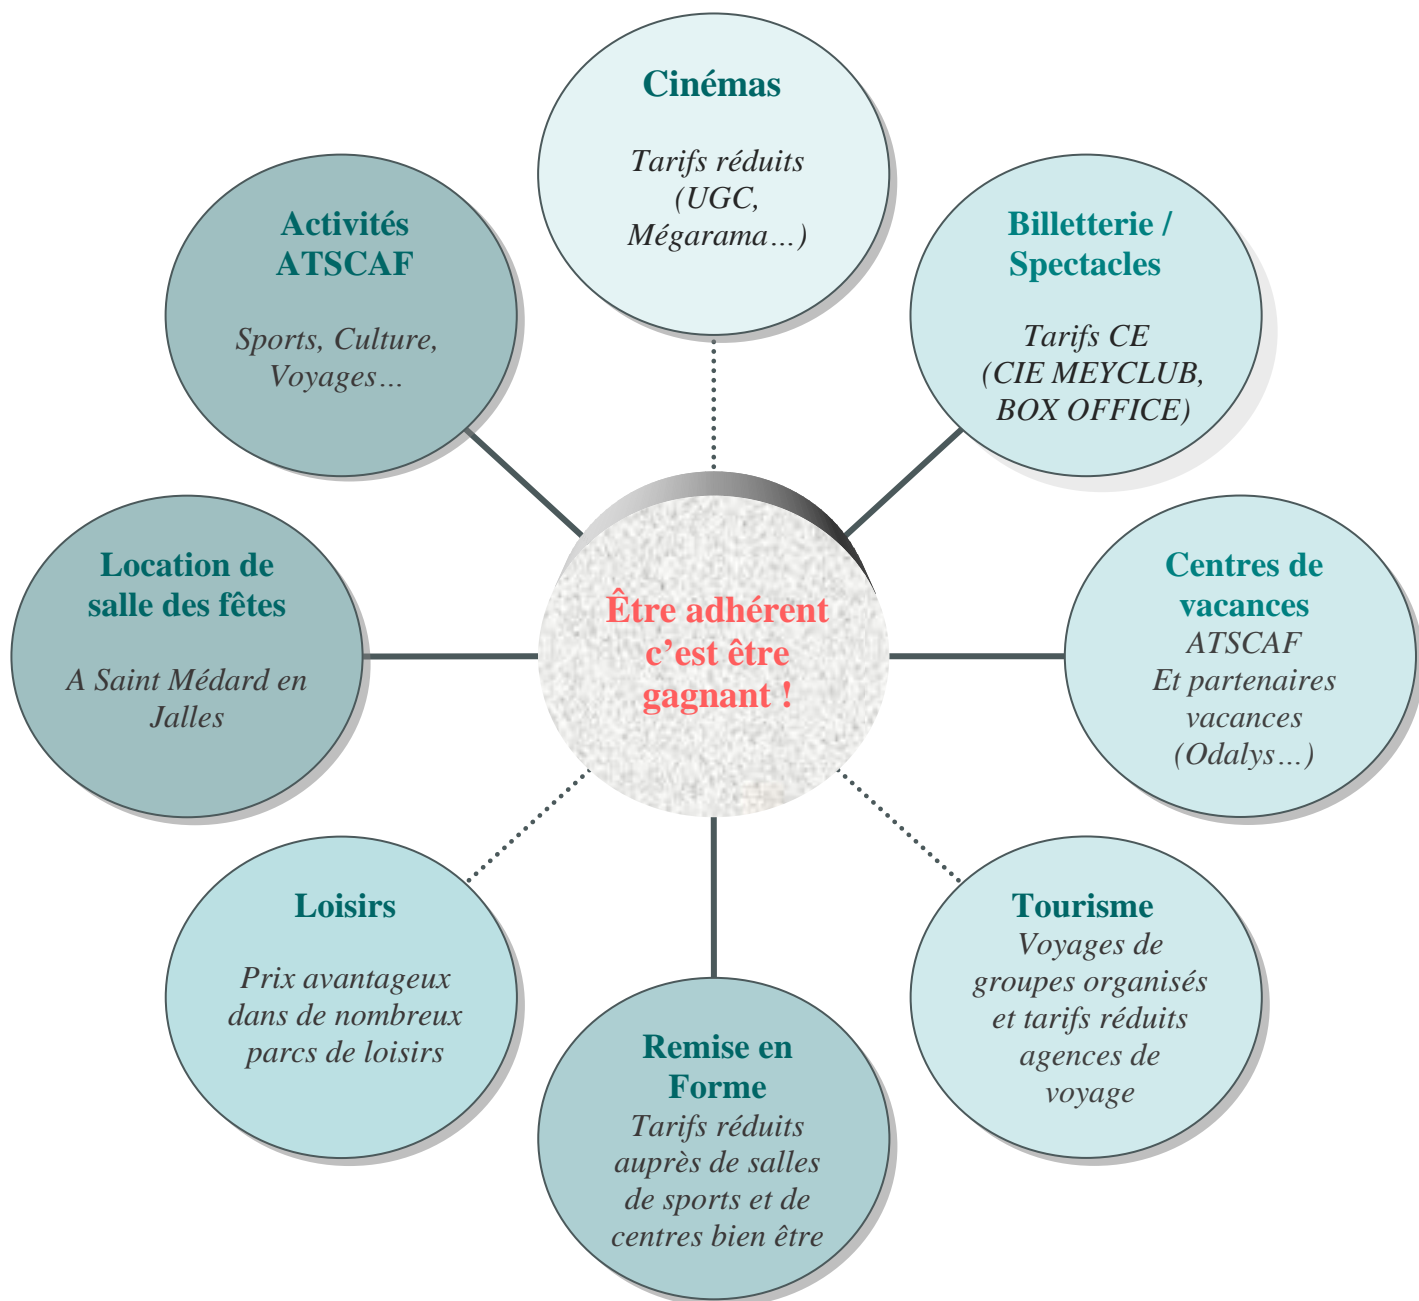 Cinémas
Tarifs réduits
(UGC,
Mégarama…)
Activités
ATSCAF
Sports, Culture,
Voyages…
Billetterie /
Spectacles
Tarifs CE
(CIE MEYCLUB,
BOX OFFICE)
Location de
salle des fêtes
A Saint Médard en
Jalles
Être adhérent
c’est être
gagnant !
Centres de
vacances
ATSCAF
Et partenaires
vacances
(Odalys…)
Loisirs
Prix avantageux
dans de nombreux
parcs de loisirs
Remise en
Forme
Tarifs réduits
auprès de salles
de sports et de
centres bien être
Tourisme
Voyages de
groupes organisés
et tarifs réduits
agences de
voyage